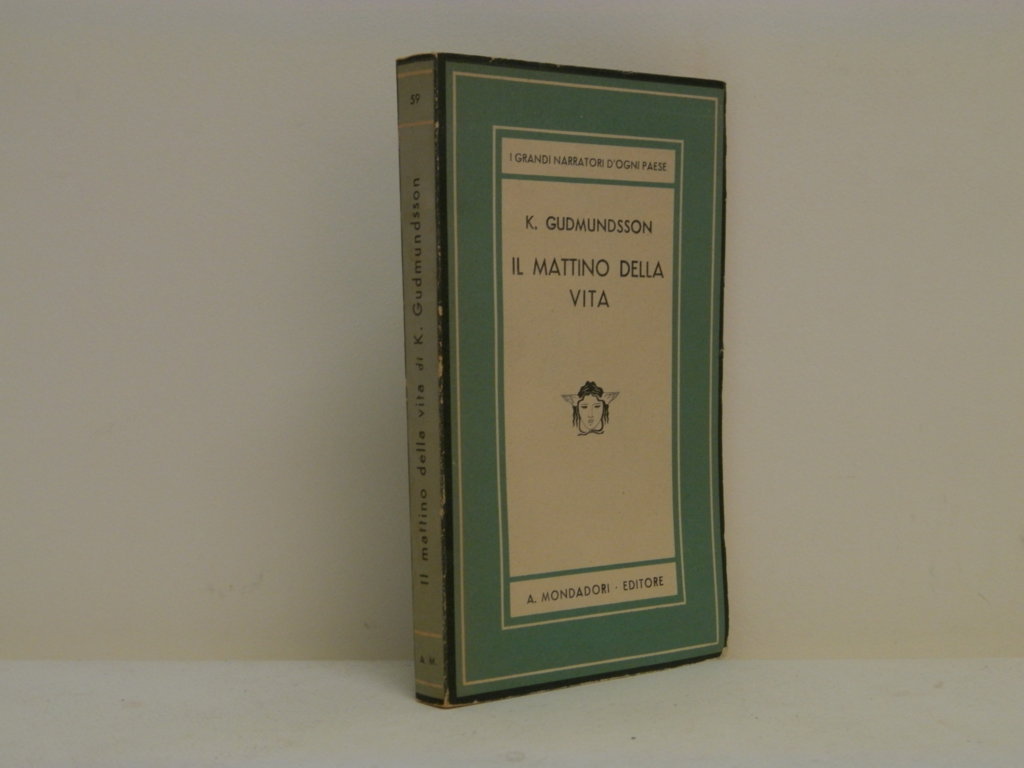 59
Il mattino della vita di K. Gudmundsson
A. M.
I GRANDI NARRATORI D'OGNI PAESE
K. GUDMUNDSSON
IL MATTINO DELLA
VITA
A. MONDADORI · EDITORE